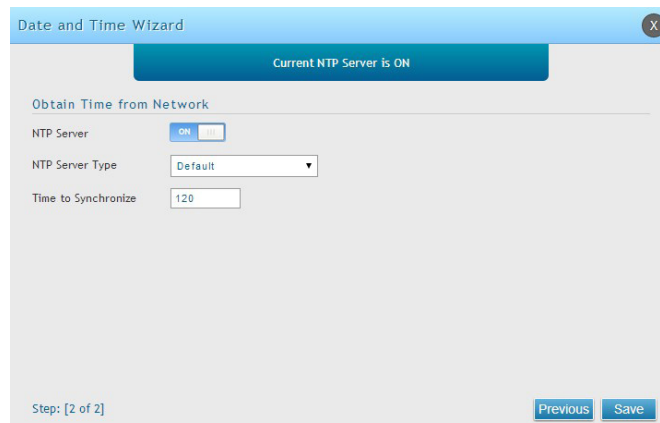 Date and Time Wizard
X
Current NTP Server is ON
Obtain Time from Network
NTP Server ON
NTP Server Type Default
Time to Synchronize 120
Step: [2 of 2] Previous Save